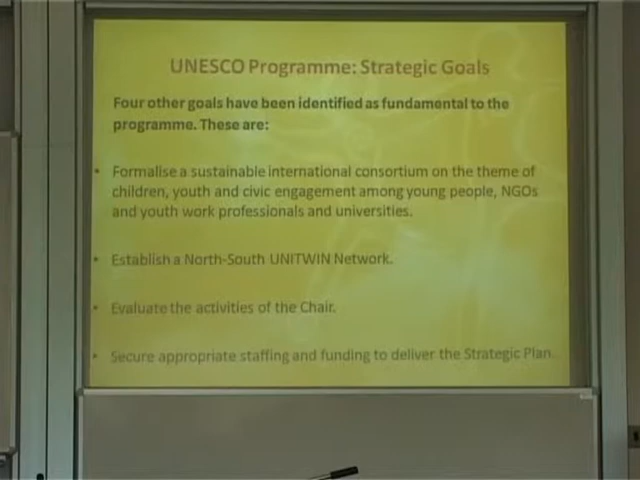 UNESCO Programme: Strategic Goals
Four other goals have been identified as fundamental to the
programme. These are:
• Formalise a sustainable international consortium on the theme of
children, youth and civic engagement among young people, NGOs
and youth work professionals and universities.
• Establish a North-South UNITWIN Network.
• Evaluate the activities of the Chair.
• Secure appropriate staffing and funding to deliver the Strategic Plan.